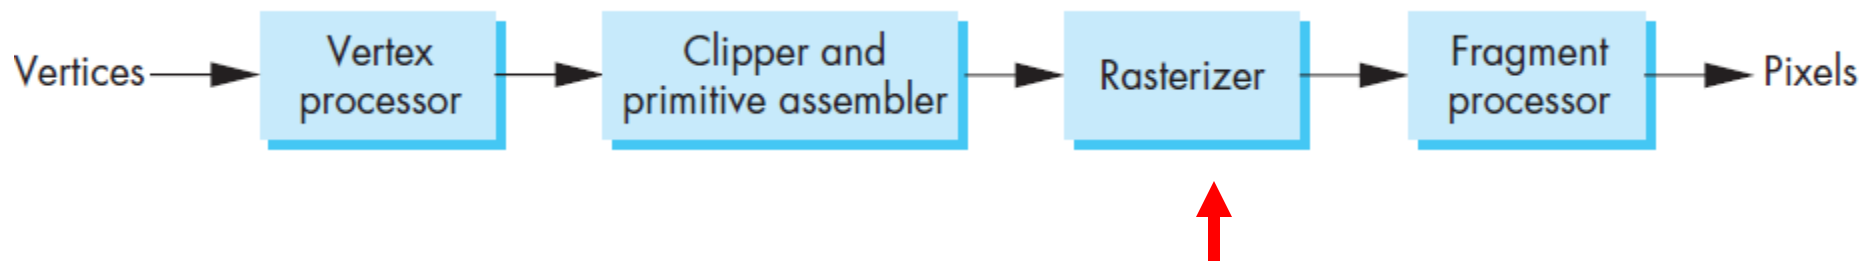 Vertices
Vertex
processor
Clipper and
primitive assembler
Rasterizer
Fragment
processor
Pixels